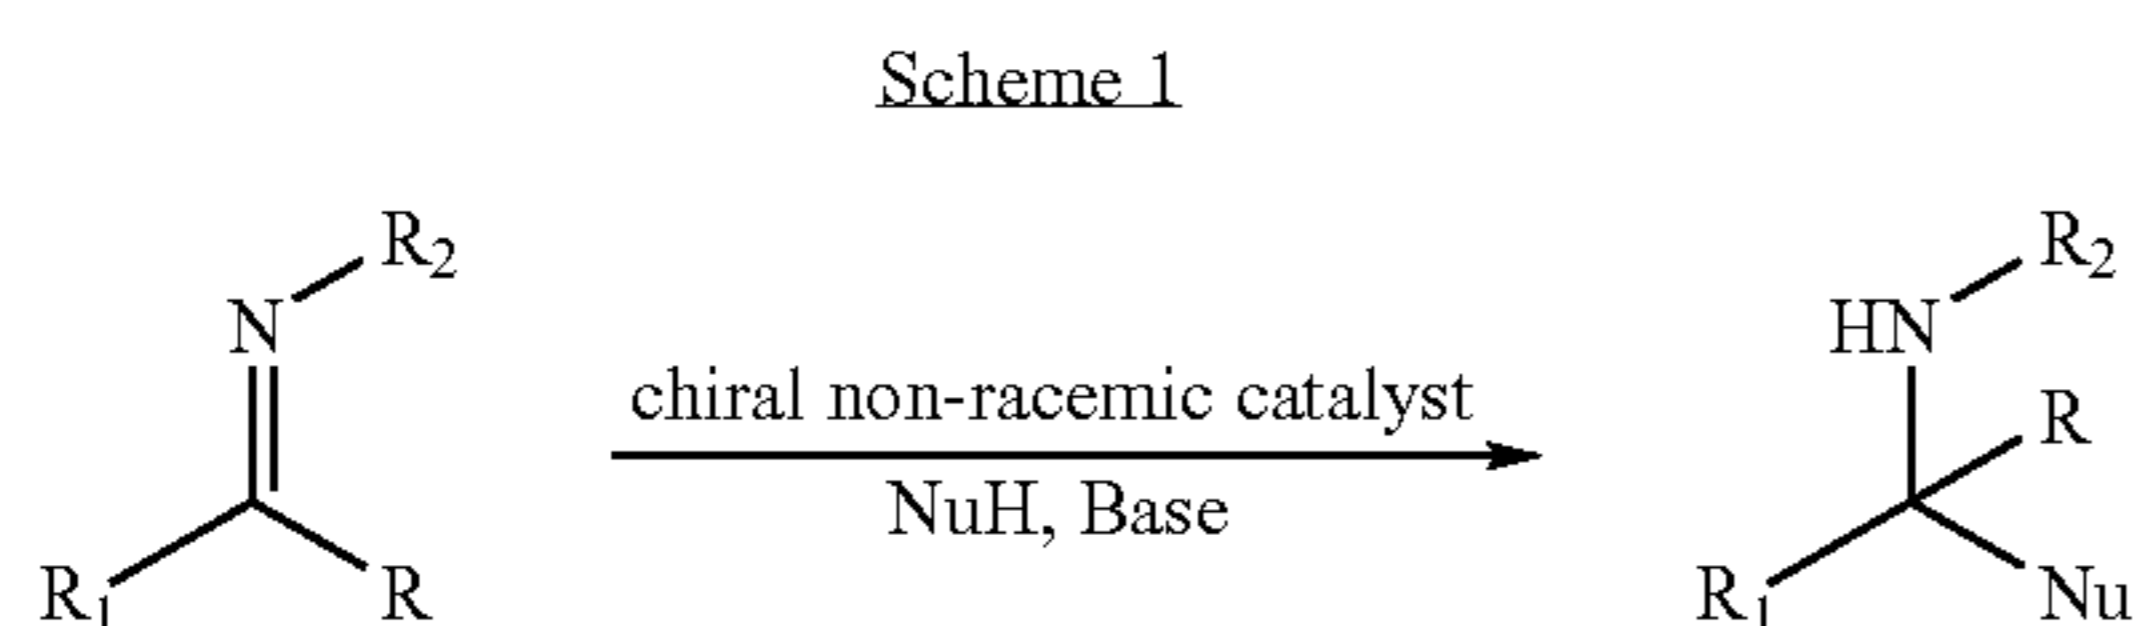 Scheme 1
R2 R2
N HN
chiral non-racemic catalyst R
NuH, Base
R1 R R1 Nu